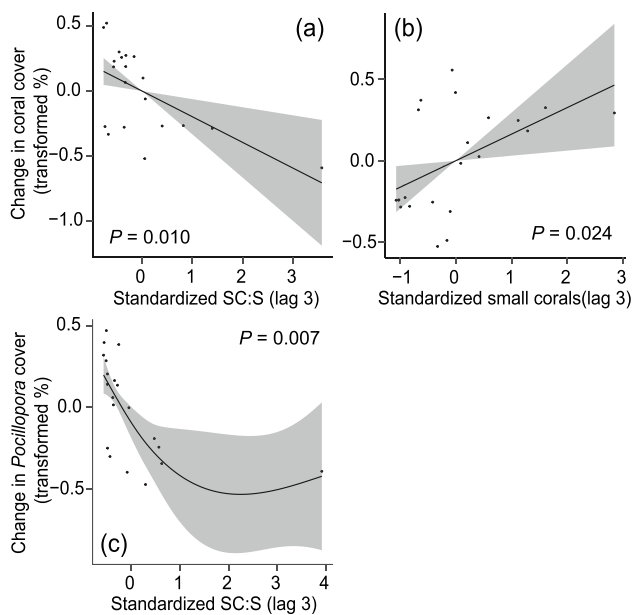 (a)
Change in coral cover
(transformed %)
0.5
0.0
−0.5
−1.0
P = 0.010
0
1
2
3
Standardized SC:S (lag 3)
(b)
0.5
0.0
−0.5
P = 0.024
−1
0
1
2
3
Standardized small corals(lag 3)
Change in Pocillopora cover
(transformed %)
0.5
0.0
−0.5
P = 0.007
(c)
0
1
2
3
4
Standardized SC:S (lag 3)